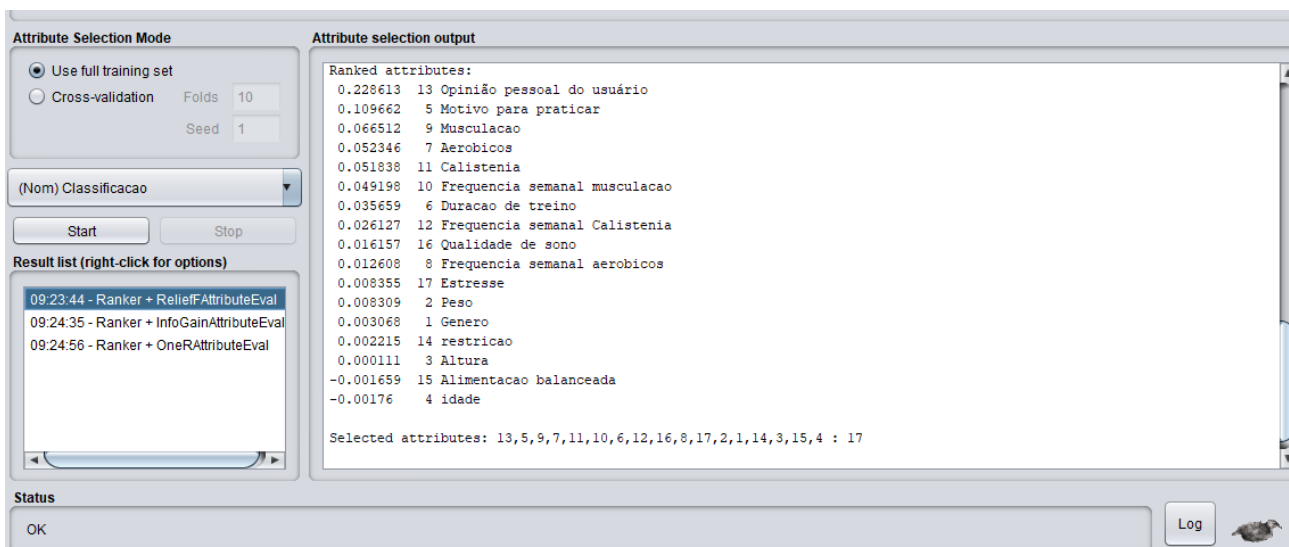 Attribute Selection Mode
Use full training set
Cross-validation Folds 10
Seed 1
(Nom) Classificacao
Start Stop
Result list (right-click for options)
09:23:44 - Ranker + ReliefFAttributeEval
09:24:35 - Ranker + InfoGainAttributeEval
09:24:56 - Ranker + OneRAttributeEval
Attribute selection output
Ranked attributes:
0.228613 13 Opinião pessoal do usuário
0.109662 5 Motivo para praticar
0.066512 9 Musculacao
0.052346 7 Aerobicos
0.051838 11 Calistenia
0.049198 10 Frequencia semanal musculacao
0.035659 6 Duracao de treino
0.026127 12 Frequencia semanal Calistenia
0.016157 16 Qualidade de sono
0.012608 8 Frequencia semanal aerobicos
0.008355 17 Estresse
0.008309 2 Peso
0.003068 1 Genero
0.002215 14 restricao
0.000111 3 Altura
-0.001659 15 Alimentacao balanceada
-0.00176 4 idade
Selected attributes: 13,5,9,7,11,10,6,12,16,8,17,2,1,14,3,15,4 : 17
Status
OK
Log